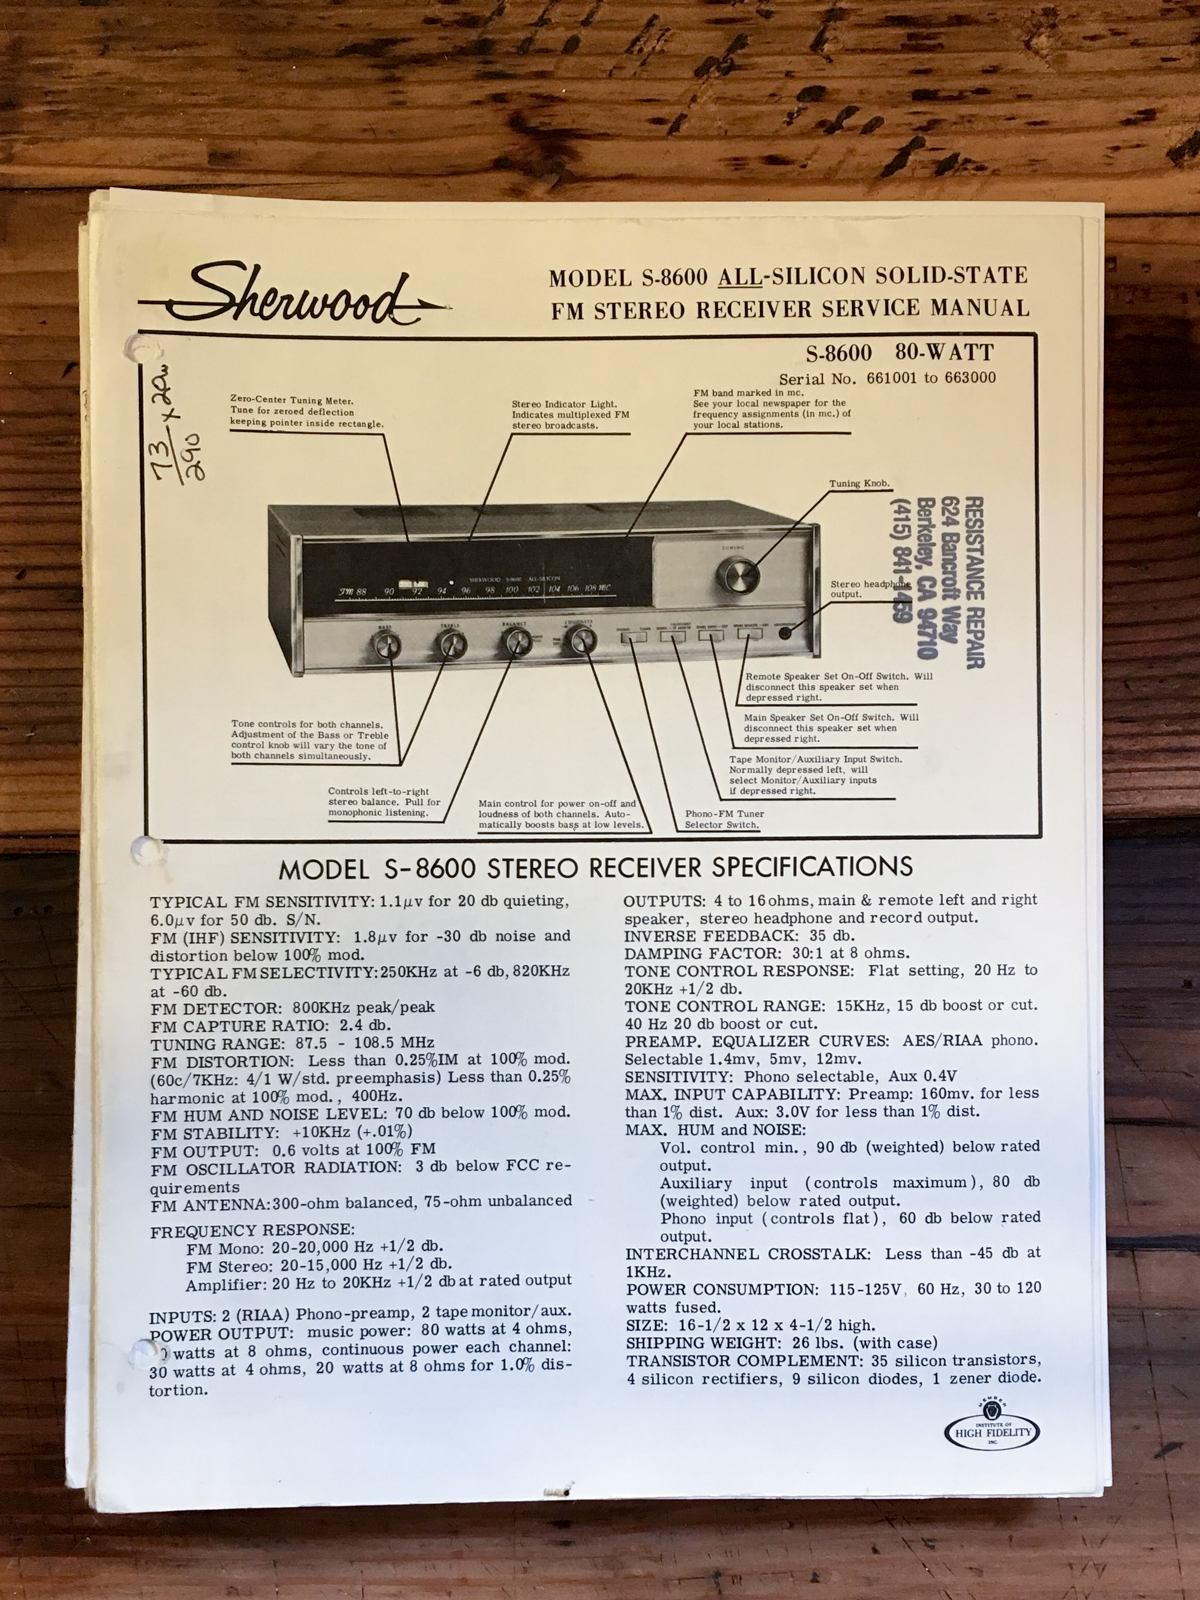 Sherwood
MODEL S-8600 ALL-SILICON SOLID-STATE
FM STEREO RECEIVER SERVICE MANUAL
S-8600 80-WATT
Serial No. 661001 to 663000
73
290
Zero-Center Tuning Meter.
Tune for zeroed deflection
keeping pointer inside rectangle.
Stereo Indicator Light.
Indicates multiplexed FM
stereo broadcasts.
FM band marked in mc.
See your local newspaper for the
frequency assignments (in mc.) of
your local stations.
Tuning Knob.
RESISTANCE REPAIR
624 Bancroft Way
Berkeley, CA 94710
Stereo headphone
output.
TUNING
SHERWOOD S-8600 ALL-SILICON
FM 88 90 92 94 96 98 100 102 104 106 108 MC
BASS TREBLE BALANCE LOUDNESS
Remote Speaker Set On-Off Switch. Will
disconnect this speaker set when
depressed right.
Main Speaker Set On-Off Switch. Will
disconnect this speaker set when
depressed right.
Tape Monitor/Auxiliary Input Switch.
Normally depressed left, will
select Monitor/Auxiliary inputs
if depressed right.
Phono-FM Tuner
Selector Switch.
Tone controls for both channels.
Adjustment of the Bass or Treble
control knob will vary the tone of
both channels simultaneously.
Controls left-to-right
stereo balance. Pull for
monophonic listening.
Main control for power on-off and
loudness of both channels. Auto-
matically boosts bass at low levels.
MODEL S-8600 STEREO RECEIVER SPECIFICATIONS
TYPICAL FM SENSITIVITY: 1.1μv for 20 db quieting,
6.0μv for 50 db. S/N.
FM (IHF) SENSITIVITY: 1.8μv for -30 db noise and
distortion below 100% mod.
TYPICAL FM SELECTIVITY: 250KHz at -6 db, 820KHz
at -60 db.
FM DETECTOR: 800KHz peak/peak
FM CAPTURE RATIO: 2.4 db.
TUNING RANGE: 87.5 - 108.5 MHz
FM DISTORTION: Less than 0.25%IM at 100% mod.
(60c/7KHz: 4/1 W/std. preemphasis) Less than 0.25%
harmonic at 100% mod., 400Hz.
FM HUM AND NOISE LEVEL: 70 db below 100% mod.
FM STABILITY: +10KHz (+.01%)
FM OUTPUT: 0.6 volts at 100% FM
FM OSCILLATOR RADIATION: 3 db below FCC re-
quirements
FM ANTENNA: 300-ohm balanced, 75-ohm unbalanced
FREQUENCY RESPONSE:
FM Mono: 20-20,000 Hz +1/2 db.
FM Stereo: 20-15,000 Hz +1/2 db.
Amplifier: 20 Hz to 20KHz +1/2 db at rated output
INPUTS: 2 (RIAA) Phono-preamp, 2 tape monitor/aux.
POWER OUTPUT: music power: 80 watts at 4 ohms,
watts at 8 ohms, continuous power each channel:
30 watts at 4 ohms, 20 watts at 8 ohms for 1.0% dis-
tortion.
OUTPUTS: 4 to 16 ohms, main & remote left and right
speaker, stereo headphone and record output.
INVERSE FEEDBACK: 35 db.
DAMPING FACTOR: 30:1 at 8 ohms.
TONE CONTROL RESPONSE: Flat setting, 20 Hz to
20KHz +1/2 db.
TONE CONTROL RANGE: 15KHz, 15 db boost or cut.
40 Hz 20 db boost or cut.
PREAMP. EQUALIZER CURVES: AES/RIAA phono.
Selectable 1.4mv, 5mv, 12mv.
SENSITIVITY: Phono selectable, Aux 0.4V
MAX. INPUT CAPABILITY: Preamp: 160mv. for less
than 1% dist. Aux: 3.0V for less than 1% dist.
MAX. HUM and NOISE:
Vol. control min., 90 db (weighted) below rated
output.
Auxiliary input (controls maximum), 80 db
(weighted) below rated output.
Phono input (controls flat), 60 db below rated
output.
INTERCHANNEL CROSSTALK: Less than -45 db at
1KHz.
POWER CONSUMPTION: 115-125V, 60 Hz, 30 to 120
watts fused.
SIZE: 16-1/2 x 12 x 4-1/2 high.
SHIPPING WEIGHT: 26 lbs. (with case)
TRANSISTOR COMPLEMENT: 35 silicon transistors,
4 silicon rectifiers, 9 silicon diodes, 1 zener diode.
MEMBER
INSTITUTE OF
HIGH FIDELITY
INC.